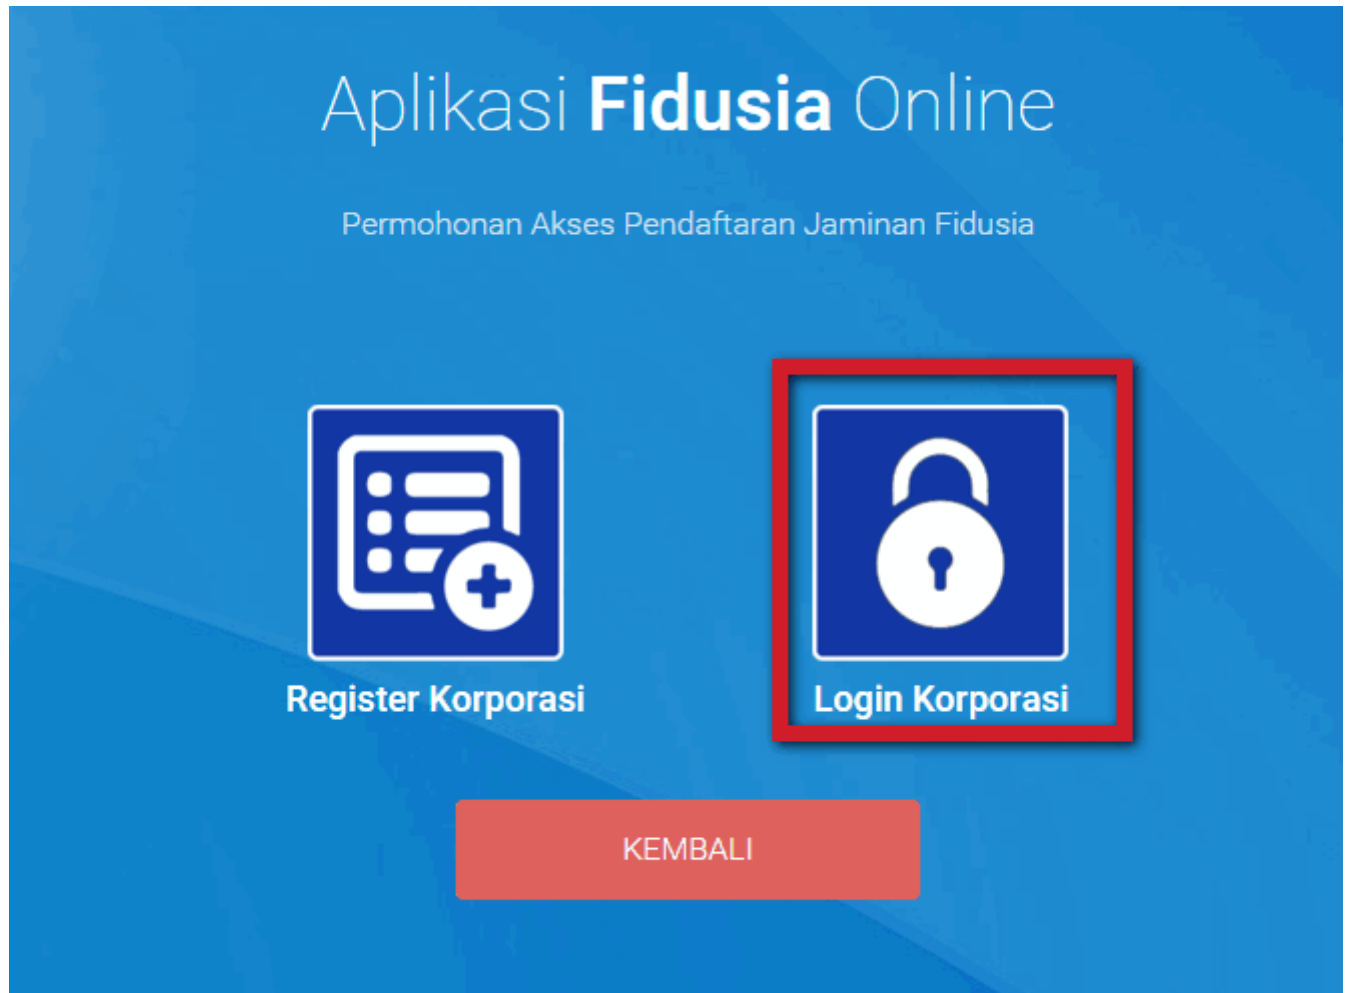 Aplikasi Fidusia Online
Permohonan Akses Pendaftaran Jaminan Fidusia
Register Korporasi
Login Korporasi
KEMBALI